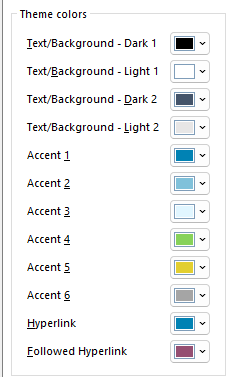 Theme colors
Text/Background - Dark 1
Text/Background - Light 1
Text/Background - Dark 2
Text/Background - Light 2
Accent 1
Accent 2
Accent 3
Accent 4
Accent 5
Accent 6
Hyperlink
Followed Hyperlink